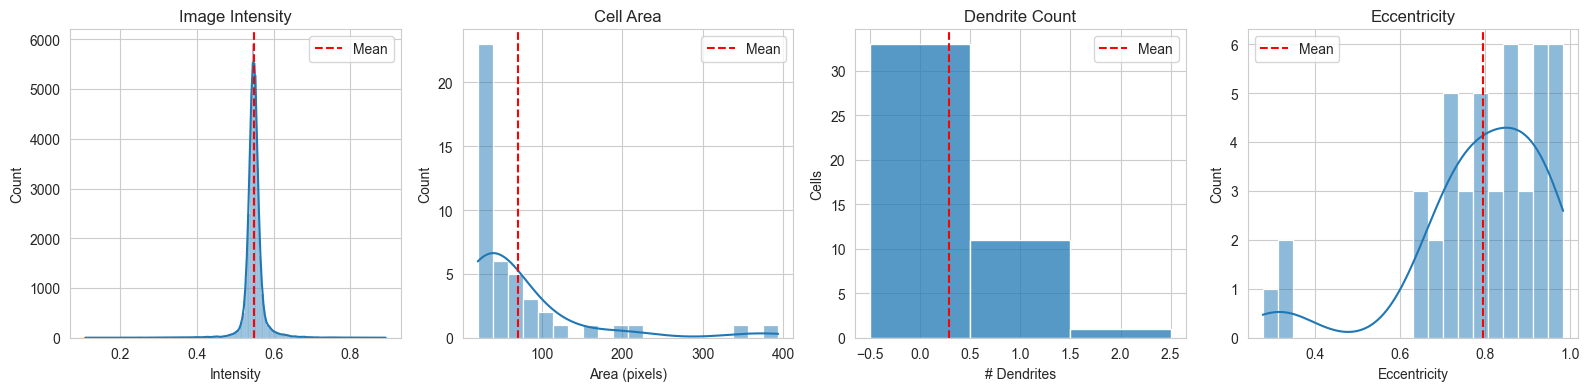 Image Intensity
Mean
Count
6000
5000
4000
3000
2000
1000
0
0.2 0.4 0.6 0.8
Intensity
Cell Area
Mean
Count
20
15
10
5
0
100 200 300 400
Area (pixels)
Dendrite Count
Mean
Cells
30
25
20
15
10
5
0
−0.5 0.0 0.5 1.0 1.5 2.0 2.5
# Dendrites
Eccentricity
Mean
Count
6
5
4
3
2
1
0
0.4 0.6 0.8 1.0
Eccentricity